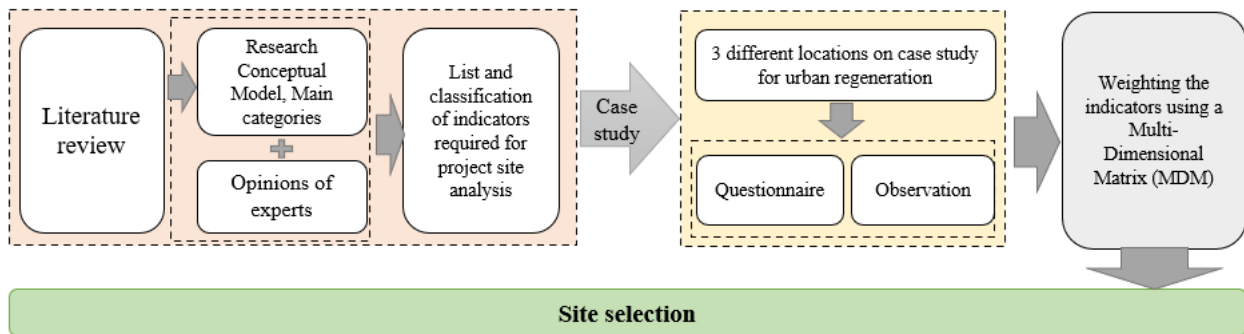 Literature
review
Research
Conceptual
Model, Main
categories
Opinions of
experts
List and
classification
of indicators
required for
project site
analysis
Case
study
3 different locations on case study
for urban regeneration
Questionnaire
Observation
Weighting the
indicators using a
Multi-
Dimensional
Matrix (MDM)
Site selection